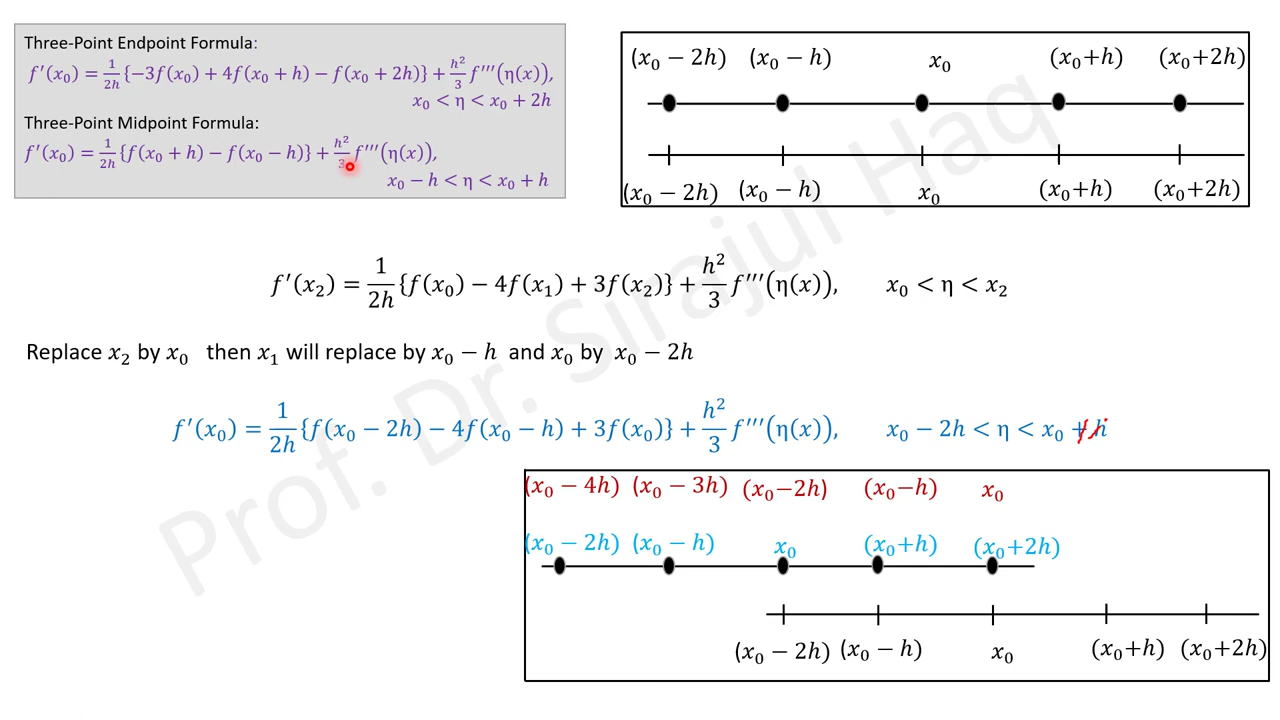 Three-Point Endpoint Formula:
f′(x₀) = 1/2h {−3f(x₀) + 4f(x₀ + h) − f(x₀ + 2h)} + h²/3 f′′′(η(x)),
x₀ < η < x₀ + 2h
Three-Point Midpoint Formula:
f′(x₀) = 1/2h {f(x₀ + h) − f(x₀ − h)} + h²/3 f′′′(η(x)),
x₀ − h < η < x₀ + h
(x₀ − 2h) (x₀ − h) x₀ (x₀+h) (x₀+2h)
(x₀ − 2h) (x₀ − h) x₀ (x₀+h) (x₀+2h)
f′(x₂) = 1/2h {f(x₀) − 4f(x₁) + 3f(x₂)} + h²/3 f′′′(η(x)), x₀ < η < x₂
Replace x₂ by x₀ then x₁ will replace by x₀ − h and x₀ by x₀ − 2h
f′(x₀) = 1/2h {f(x₀ − 2h) − 4f(x₀ − h) + 3f(x₀)} + h²/3 f′′′(η(x)), x₀ − 2h < η < x₀ + h
(x₀ − 4h) (x₀ − 3h) (x₀−2h) (x₀−h) x₀
(x₀ − 2h) (x₀ − h) x₀ (x₀+h) (x₀+2h)
(x₀ − 2h) (x₀ − h) x₀ (x₀+h) (x₀+2h)
Prof. Dr. Sirajul Haq